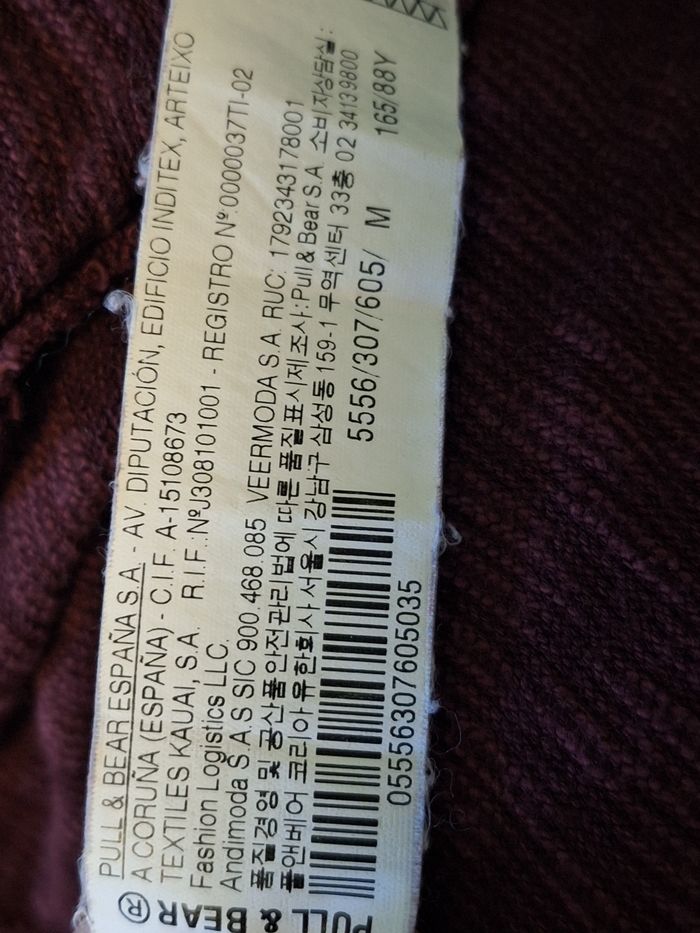 PULL & BEAR ESPAÑA S.A. - AV. DIPUTACIÓN, EDIFICIO INDITEX, ARTEIXO
A CORUÑA (ESPAÑA) - C.I.F. A-15108673
TEXTILES KAUAI, S.A. R.I.F.:NºJ308101001 - REGISTRO Nº:0000037TI-02
Fashion Logistics LLC.
Andimoda S.A.S SIC 900.468.085 VEERMODA S.A. RUC: 1792343178001
품질경영 및 공산품안전관리법에 따른 품질표시제조사:Pull & Bear S.A. 소비자상담실:
풀앤베어 코리아 유한회사 서울시 강남구 삼성동 159-1 무역센터 33층 02 34139800
5556/307/605/ M 165/88Y
05556307605035
PULL & BEAR®